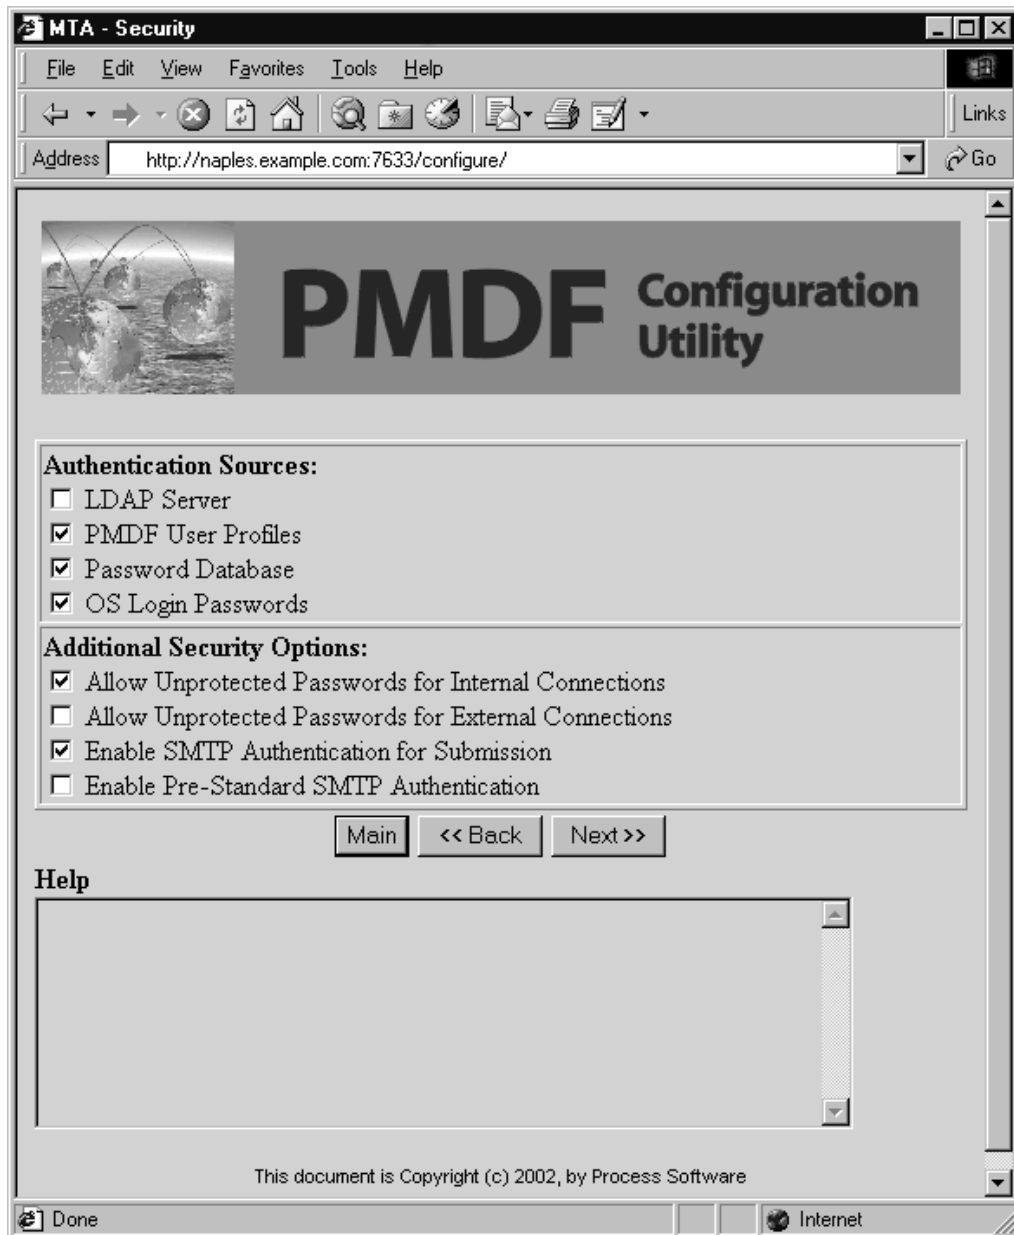 MTA - Security
File Edit View Favorites Tools Help
Links
Address http://naples.example.com:7633/configure/ Go
PMDF Configuration Utility
Authentication Sources:
LDAP Server
PMDF User Profiles
Password Database
OS Login Passwords
Additional Security Options:
Allow Unprotected Passwords for Internal Connections
Allow Unprotected Passwords for External Connections
Enable SMTP Authentication for Submission
Enable Pre-Standard SMTP Authentication
Main << Back Next >>
Help
This document is Copyright (c) 2002, by Process Software
Done Internet